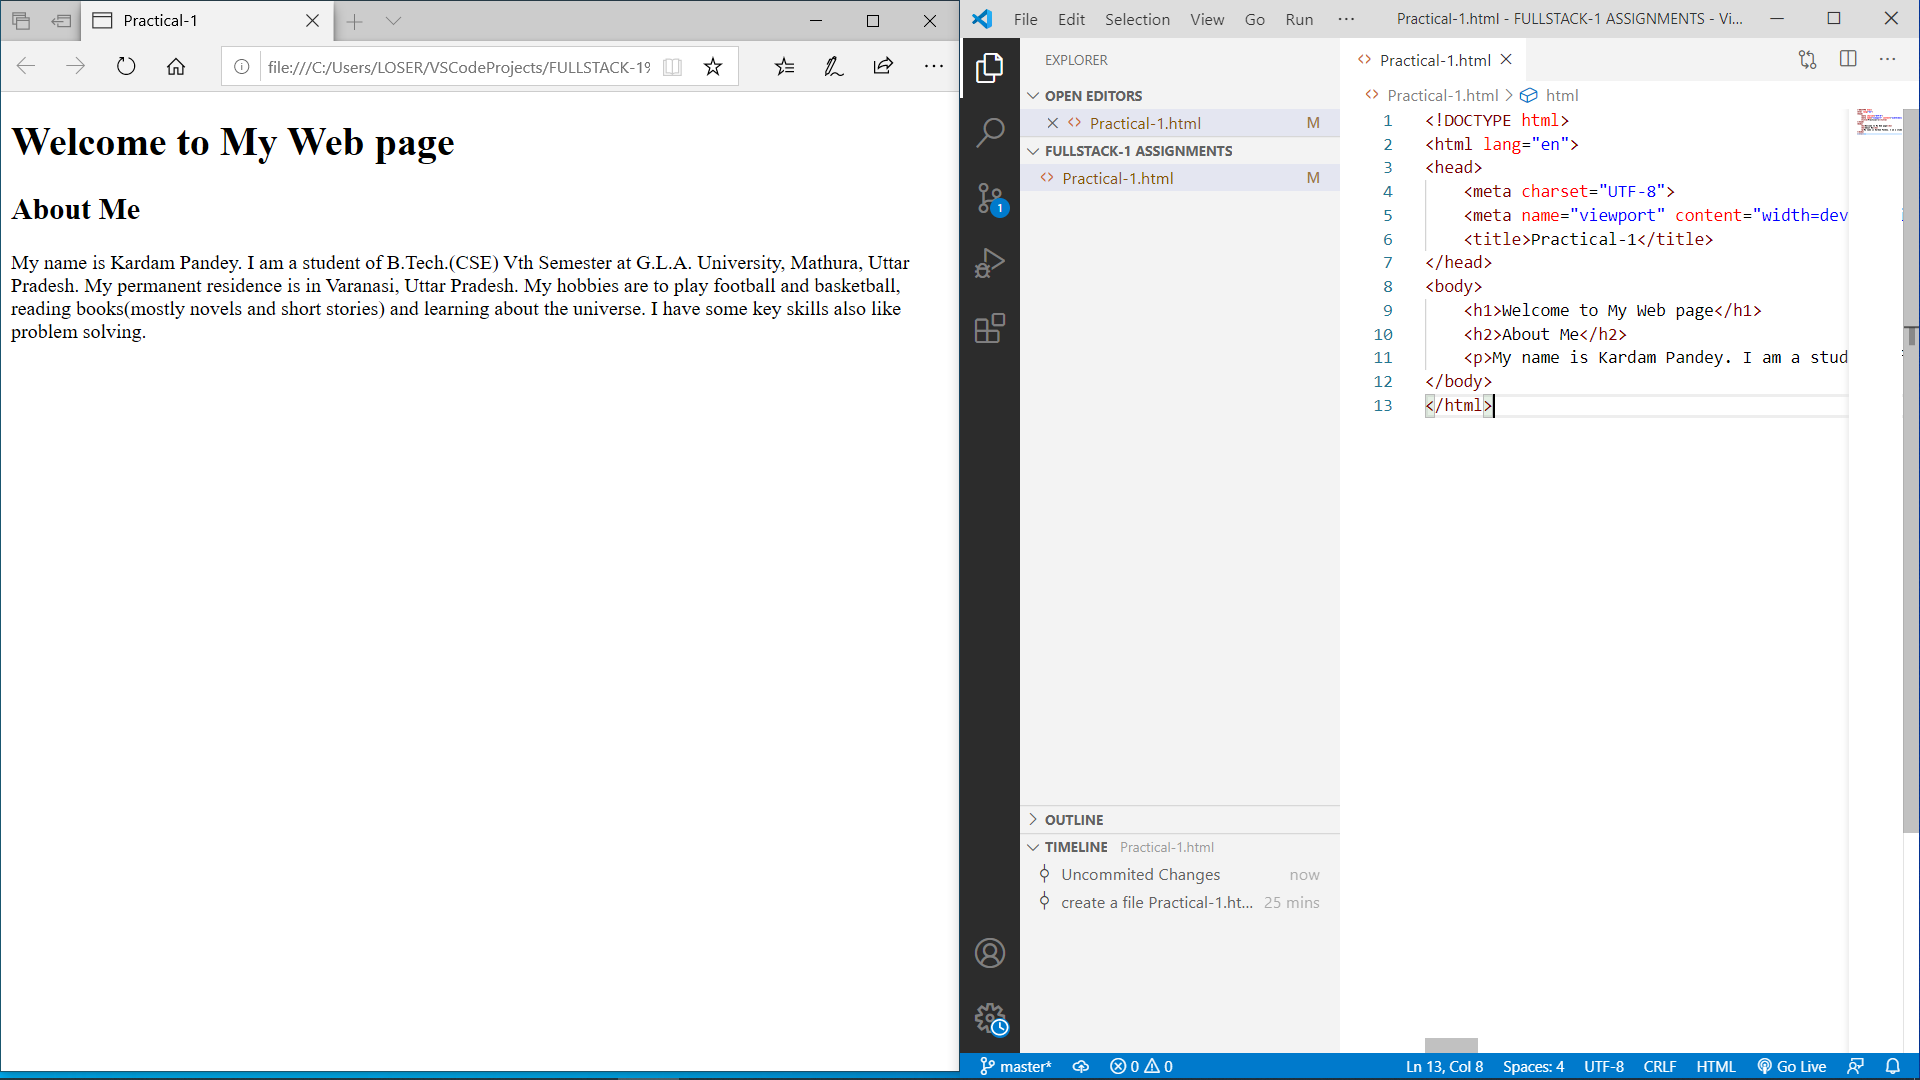 Practical-1
file:///C:/Users/LOSER/VSCodeProjects/FULLSTACK-19
Welcome to My Web page
About Me
My name is Kardam Pandey. I am a student of B.Tech.(CSE) Vth Semester at G.L.A. University, Mathura, Uttar
Pradesh. My permanent residence is in Varanasi, Uttar Pradesh. My hobbies are to play football and basketball,
reading books(mostly novels and short stories) and learning about the universe. I have some key skills also like
problem solving.
File Edit Selection View Go Run ··· Practical-1.html - FULLSTACK-1 ASSIGNMENTS - Vi...
EXPLORER
OPEN EDITORS
Practical-1.html M
FULLSTACK-1 ASSIGNMENTS
Practical-1.html M
1
OUTLINE
TIMELINE Practical-1.html
Uncommited Changes now
create a file Practical-1.ht... 25 mins
Practical-1.html
Practical-1.html > html
1 <!DOCTYPE html>
2 <html lang="en">
3 <head>
4 <meta charset="UTF-8">
5 <meta name="viewport" content="width=dev
6 <title>Practical-1</title>
7 </head>
8 <body>
9 <h1>Welcome to My Web page</h1>
10 <h2>About Me</h2>
11 <p>My name is Kardam Pandey. I am a stud
12 </body>
13 </html>
master* 0 0 Ln 13, Col 8 Spaces: 4 UTF-8 CRLF HTML Go Live